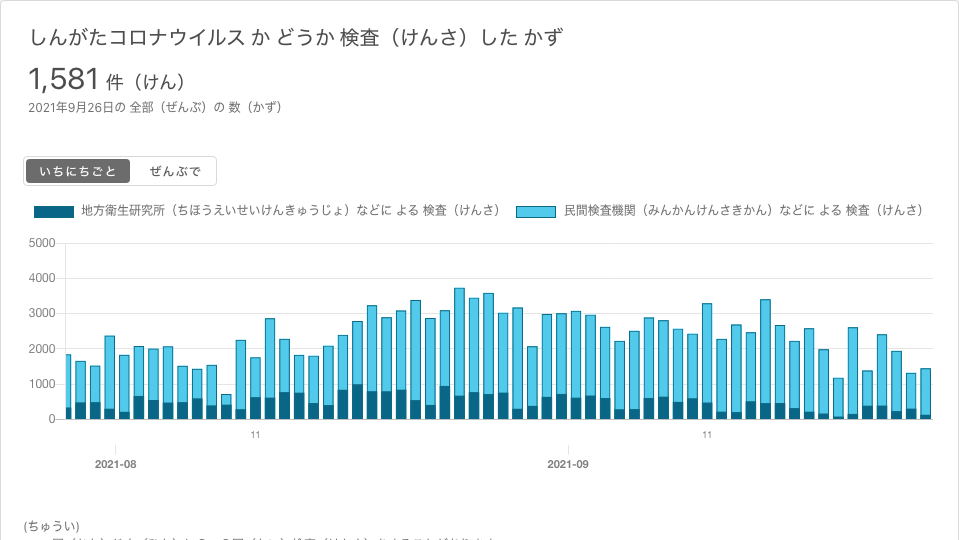 しんがたコロナウイルス か どうか 検査（けんさ）した かず
1,581 件（けん）
2021年9月26日の 全部（ぜんぶ）の 数（かず）
いちにちごと ぜんぶで
地方衛生研究所（ちほうえいせいけんきゅうじょ）などに よる 検査（けんさ） 民間検査機関（みんかんけんさきかん）などに よる 検査（けんさ）
5000
4000
3000
2000
1000
0
11 11
2021-08 2021-09
(ちゅうい)